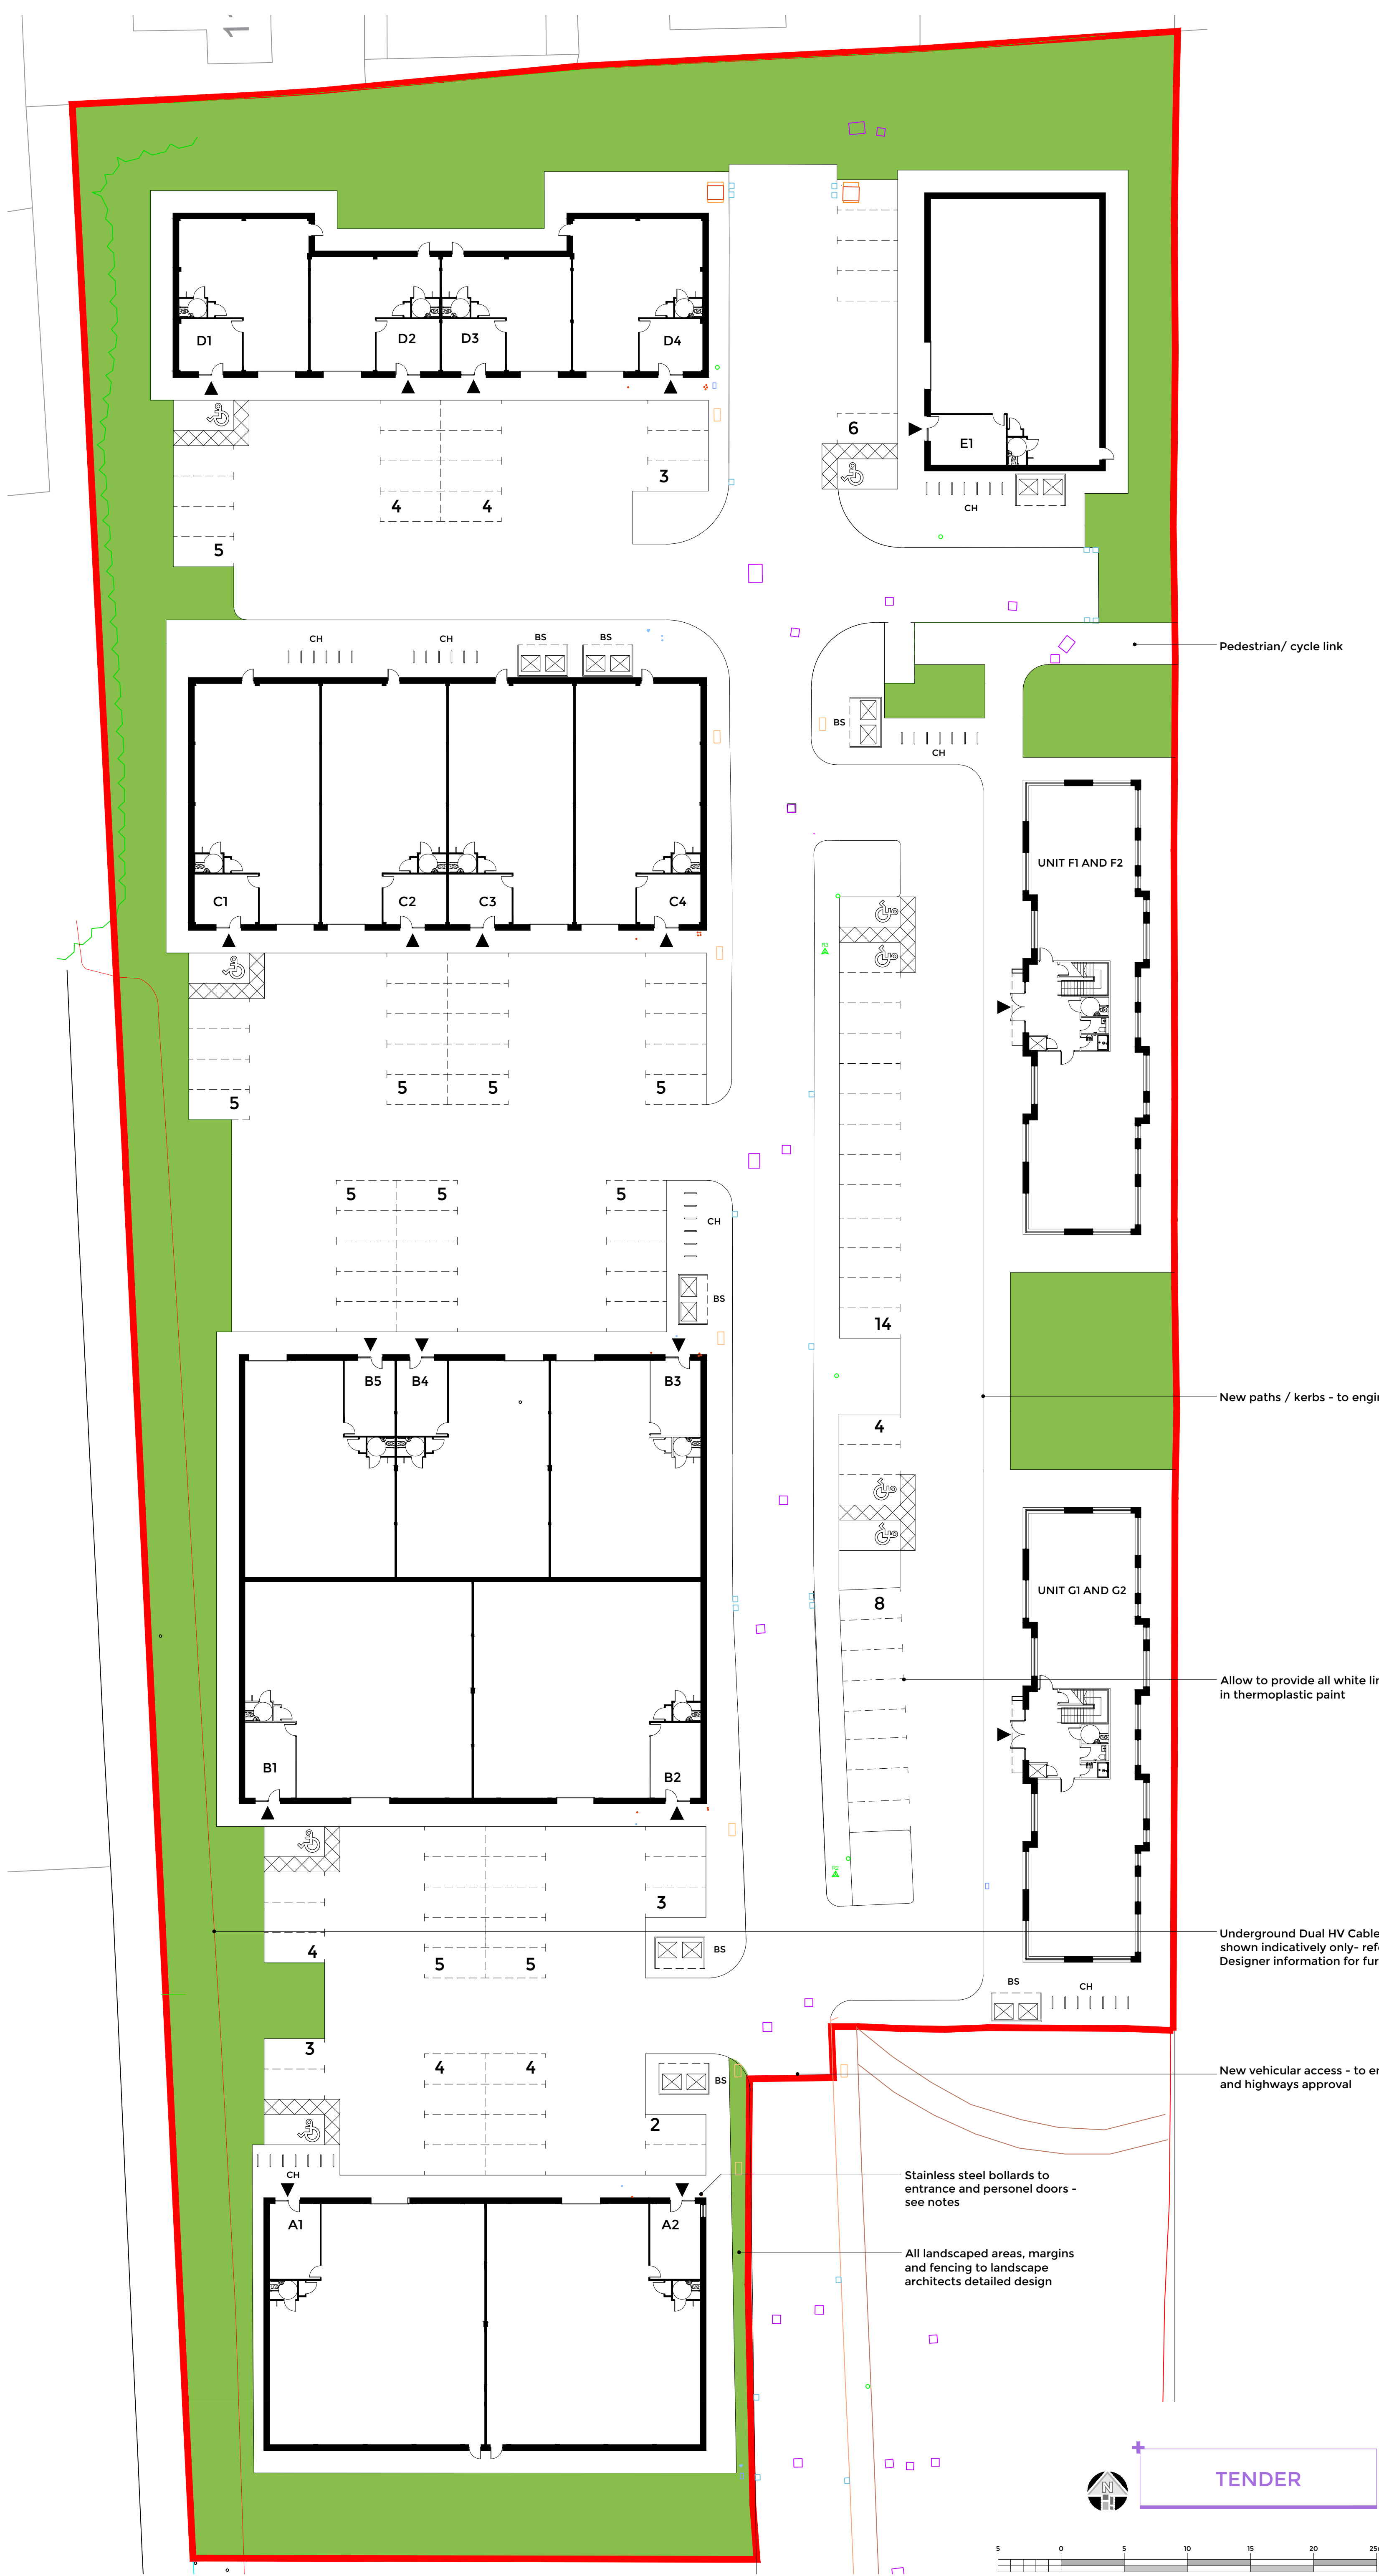 D1
D2
D3
D4
6
E1
3
4
4
CH
5
CH
CH
BS
BS
Pedestrian/ cycle link
BS
CH
UNIT F1 AND F2
C1
C2
C3
C4
5
5
5
5
5
5
5
CH
BS
14
B5
B4
B3
New paths / kerbs - to
4
UNIT G1 AND G2
8
Allow to provide all white
in thermoplastic paint
B1
B2
3
Underground Dual HV Cable
shown indicatively only-
Designer information for
4
5
5
BS
BS
CH
3
4
4
BS
New vehicular access - to
and highways approval
2
CH
Stainless steel bollards to
entrance and personel doors -
see notes
A1
A2
All landscaped areas, margins
and fencing to landscape
architects detailed design
N
TENDER
5
0
5
10
15
20